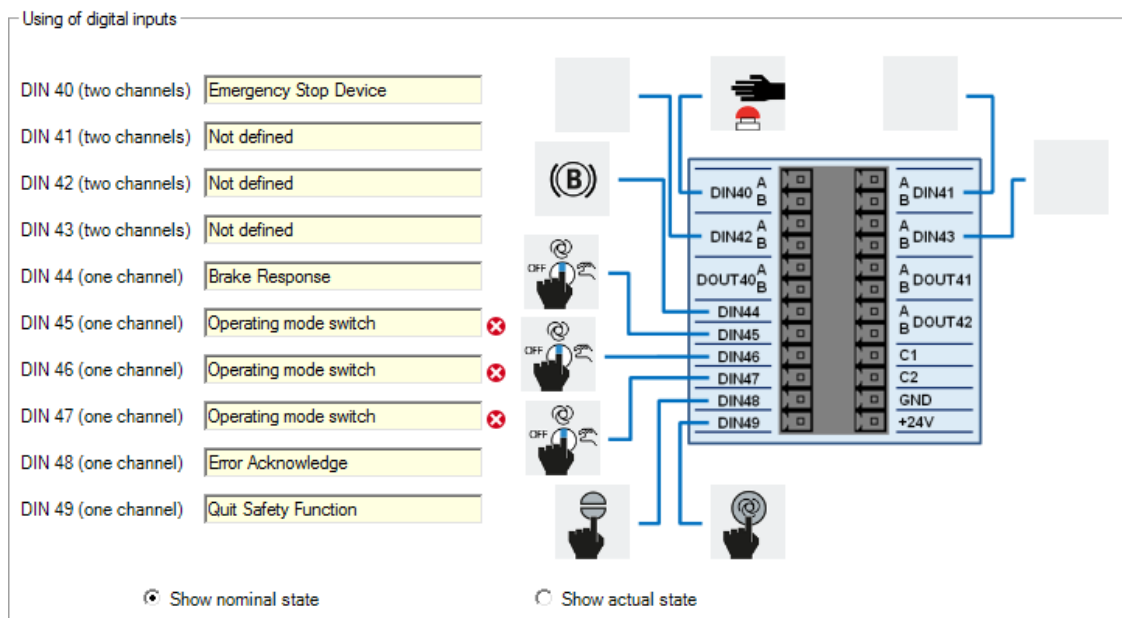 Using of digital inputs
DIN 40 (two channels) Emergency Stop Device
DIN 41 (two channels) Not defined
DIN 42 (two channels) Not defined
DIN 43 (two channels) Not defined
DIN 44 (one channel) Brake Response
DIN 45 (one channel) Operating mode switch
DIN 46 (one channel) Operating mode switch
DIN 47 (one channel) Operating mode switch
DIN 48 (one channel) Error Acknowledge
DIN 49 (one channel) Quit Safety Function
(B)
OFF
OFF
OFF
DIN40 A B
DIN42 A B
DOUT40 A B
DIN44
DIN45
DIN46
DIN47
DIN48
DIN49
A B DIN41
A B DIN43
A B DOUT41
A B DOUT42
C1
C2
GND
+24V
Show nominal state
Show actual state